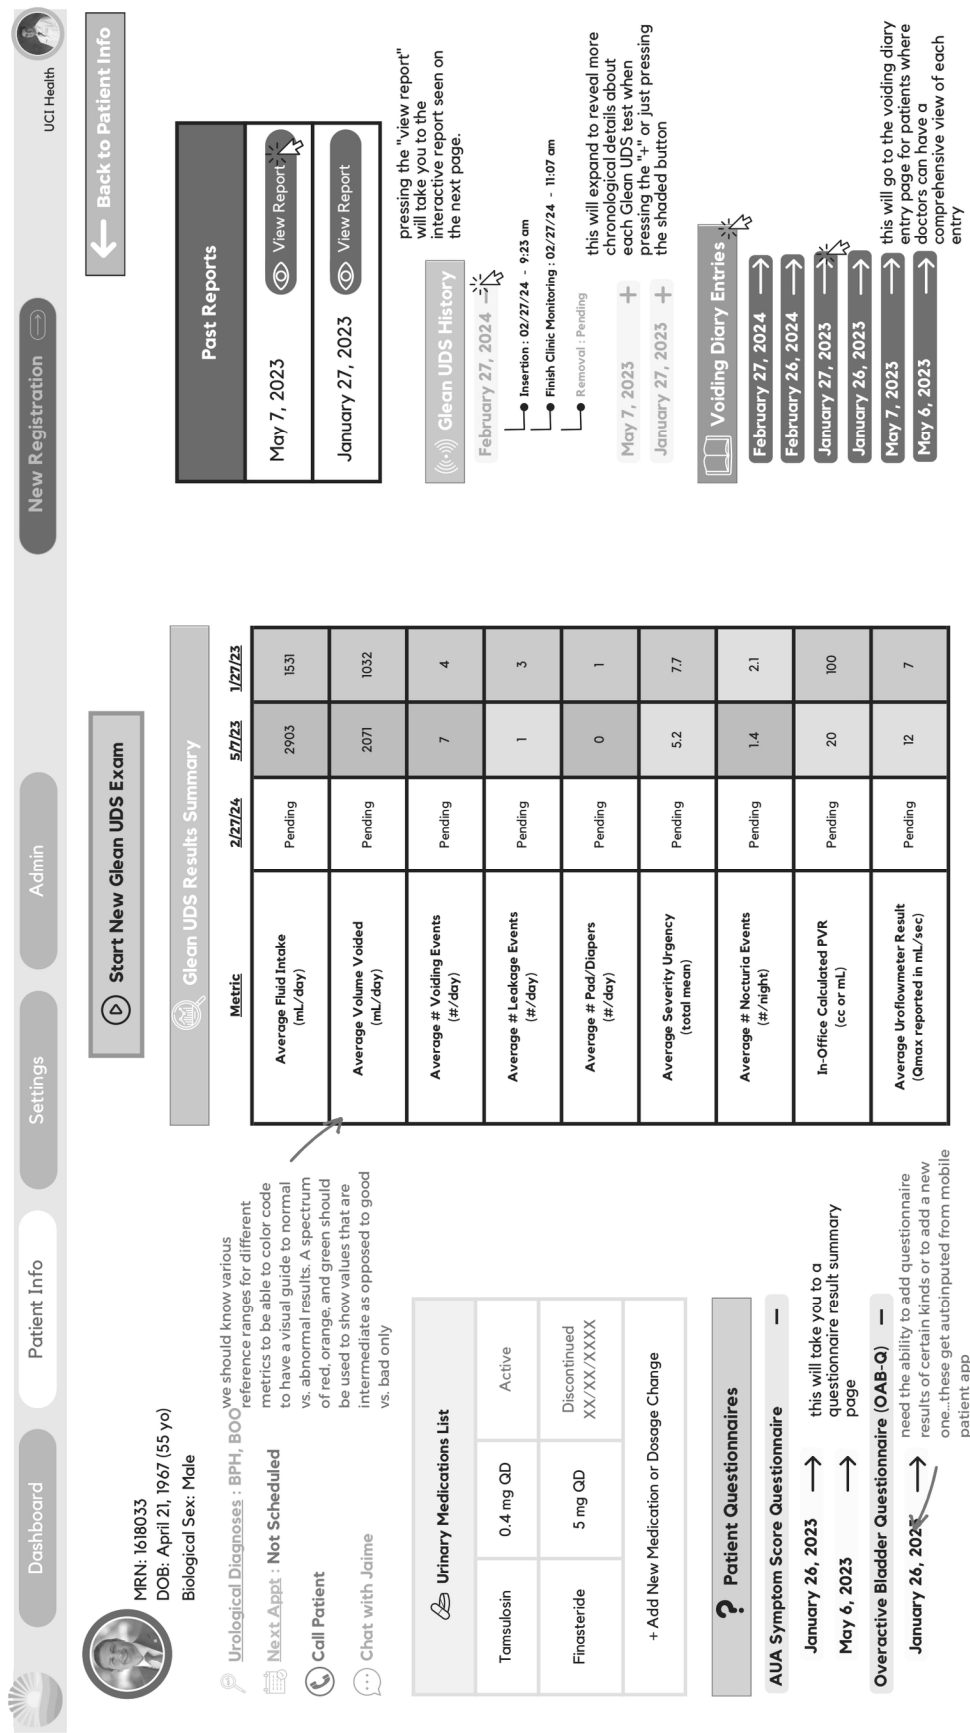 Dashboard
Patient Info
Settings
Admin
New Registration
UCI Health
Back to Patient Info
Start New Glean UDS Exam
MRN: 1618033
DOB: April 21, 1967 (55 yo)
Biological Sex: Male
Urological Diagnoses : BPH, BOO
Next Appt : Not Scheduled
Call Patient
Chat with Jaime
we should know various
reference ranges for different
metrics to be able to color code
to have a visual guide to normal
vs. abnormal results. A spectrum
of red, orange, and green should
be used to show values that are
intermediate as opposed to good
vs. bad only
Urinary Medications List
Tamsulosin 0.4 mg QD Active
Finasteride 5 mg QD Discontinued
XX/XX/XXXX
+ Add New Medication or Dosage Change
? Patient Questionnaires
AUA Symptom Score Questionnaire −
January 26, 2023 →
May 6, 2023 →
this will take you to a
questionnaire result summary
page
Overactive Bladder Questionnaire (OAB-Q) −
January 26, 2023 →
need the ability to add questionnaire
results of certain kinds or to add a new
one...these get autoinputed from mobile
patient app
Glean UDS Results Summary
Metric 2/27/24 5/7/23 1/27/23
Average Fluid Intake
(mL/day) Pending 2903 1531
Average Volume Voided
(mL/day) Pending 2071 1032
Average # Voiding Events
(#/day) Pending 7 4
Average # Leakage Events
(#/day) Pending 1 3
Average # Pad/Diapers
(#/day) Pending 0 1
Average Severity Urgency
(total mean) Pending 5.2 7.7
Average # Nocturia Events
(#/night) Pending 1.4 2.1
In-Office Calculated PVR
(cc or mL) Pending 20 100
Average Uroflowmeter Result
(Qmax reported in mL/sec) Pending 12 7
Past Reports
May 7, 2023 View Report
January 27, 2023 View Report
pressing the "view report"
will take you to the
interactive report seen on
the next page.
Glean UDS History
February 27, 2024 −
Insertion : 02/27/24 - 9:23 am
Finish Clinic Monitoring : 02/27/24 - 11:07 am
Removal : Pending
May 7, 2023 +
January 27, 2023 +
this will expand to reveal more
chronological details about
each Glean UDS test when
pressing the "+" or just pressing
the shaded button
Voiding Diary Entries
February 27, 2024 →
February 26, 2024 →
January 27, 2023 →
January 26, 2023 →
May 7, 2023 →
May 6, 2023 →
this will go to the voiding diary
entry page for patients where
doctors can have a
comprehensive view of each
entry